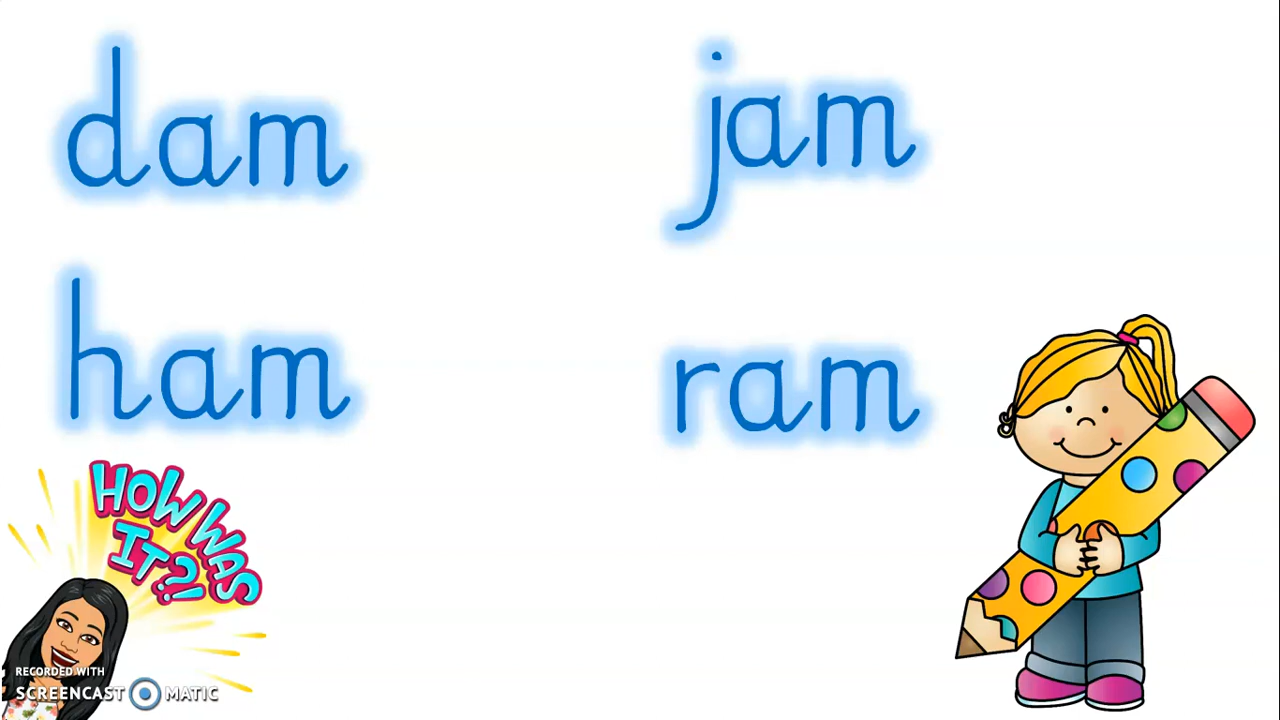 dam
jam
ham
ram
HOW WAS
IT?!
RECORDED WITH
SCREENCAST MATIC